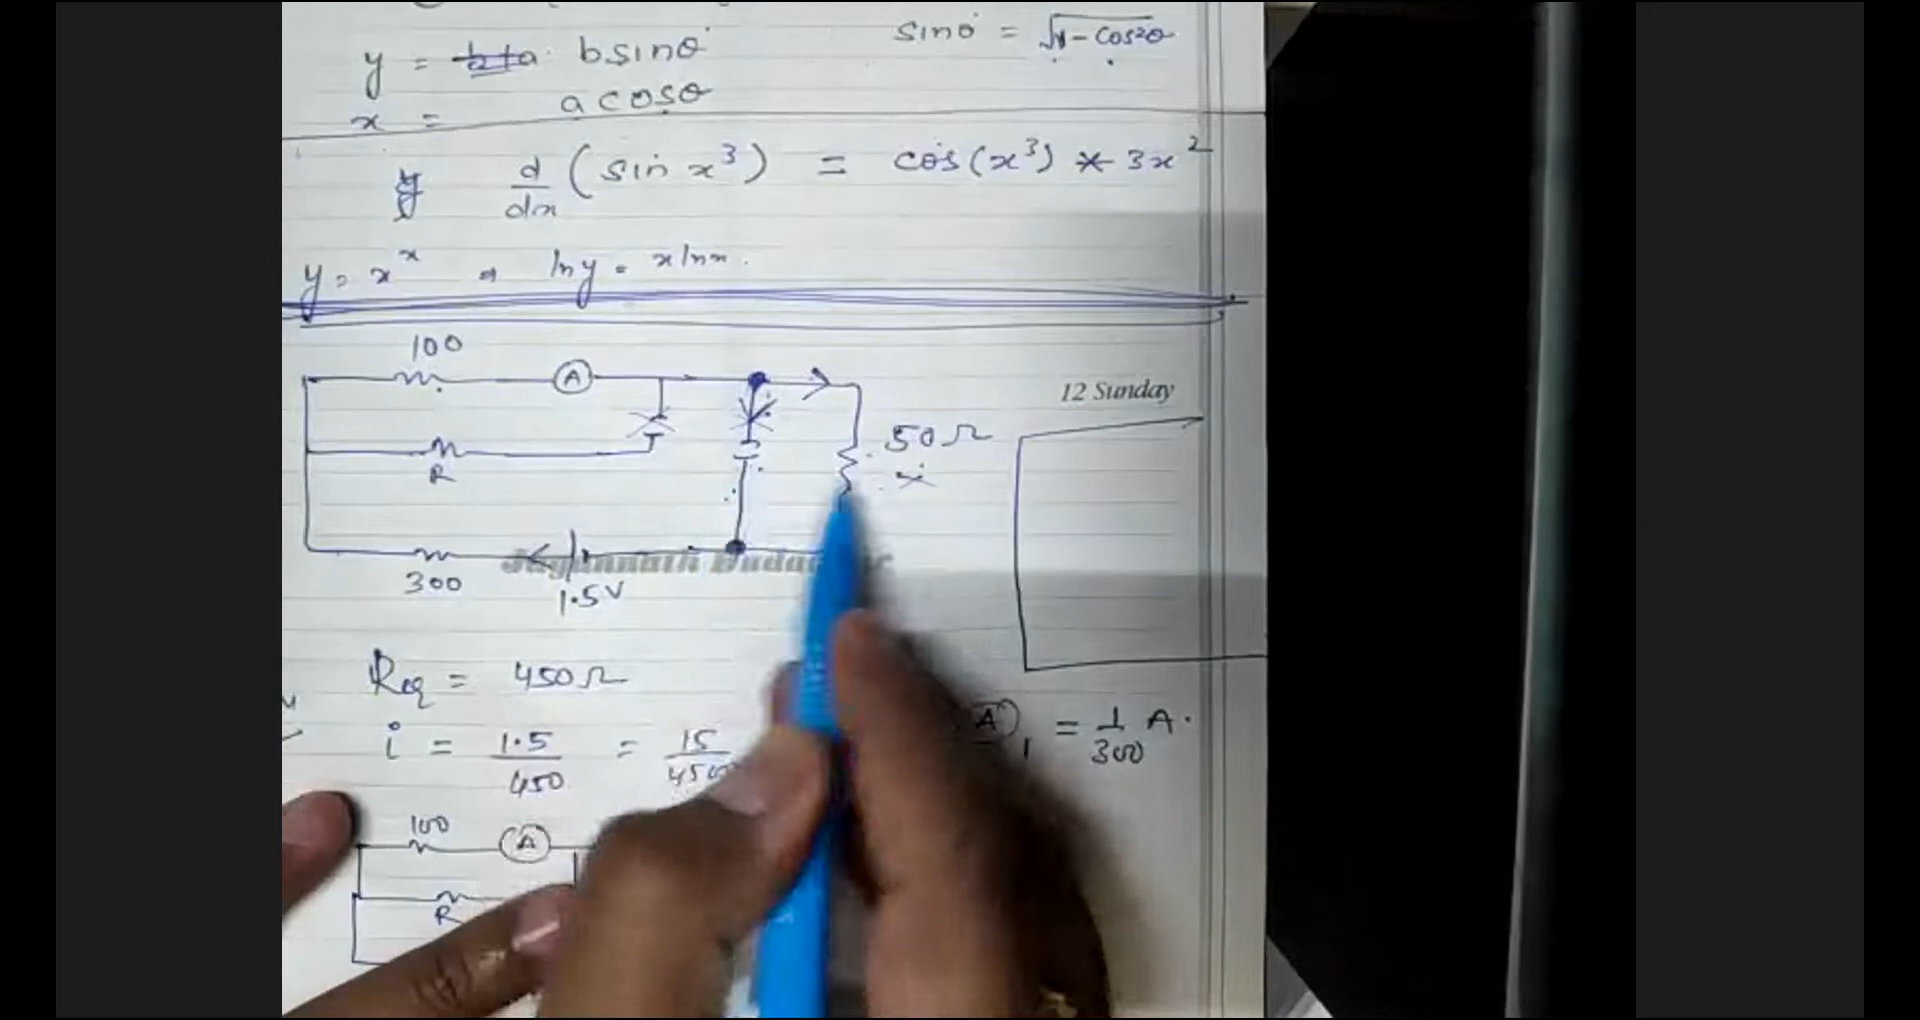 y = b sinθ
sinθ = √1 - cos²θ
x = a cosθ
y d/dx (sin x³) = cos(x³) * 3x²
y = x^x ⇒ ln y = x ln x.
100
A
12 Sunday
50Ω
R
x
Jagannath
300
1.5V
Req = 450Ω
i = 1.5/450 = 15
A = 1/300 A.
100
A
R